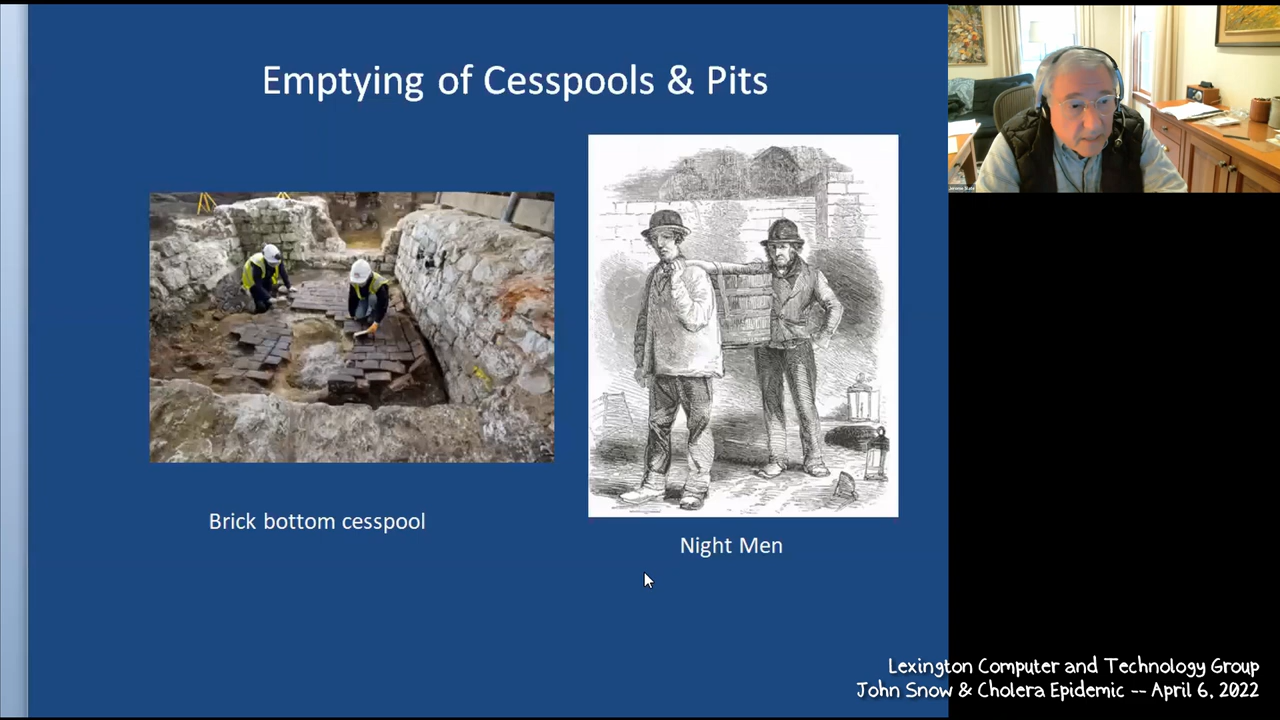 Emptying of Cesspools & Pits
Brick bottom cesspool
Night Men
Lexington Computer and Technology Group
John Snow & Cholera Epidemic -- April 6, 2022